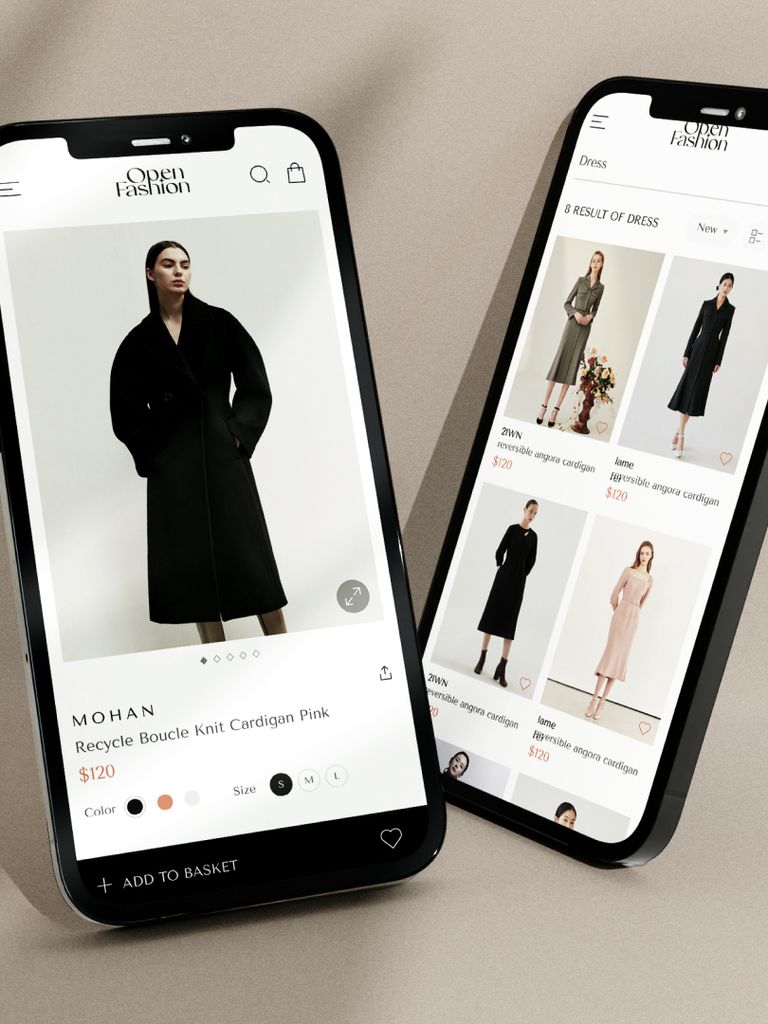 Open
Fashion
MOHAN
Recycle Boucle Knit Cardigan Pink
$120
Color
Size
S
M
L
+ ADD TO BASKET
Open
Fashion
Dress
8 RESULT OF DRESS
New
21WN
reversible angora cardigan
$120
lame
reversible angora cardigan
$120
21WN
reversible angora cardigan
20
lame
reversible angora cardigan
$120